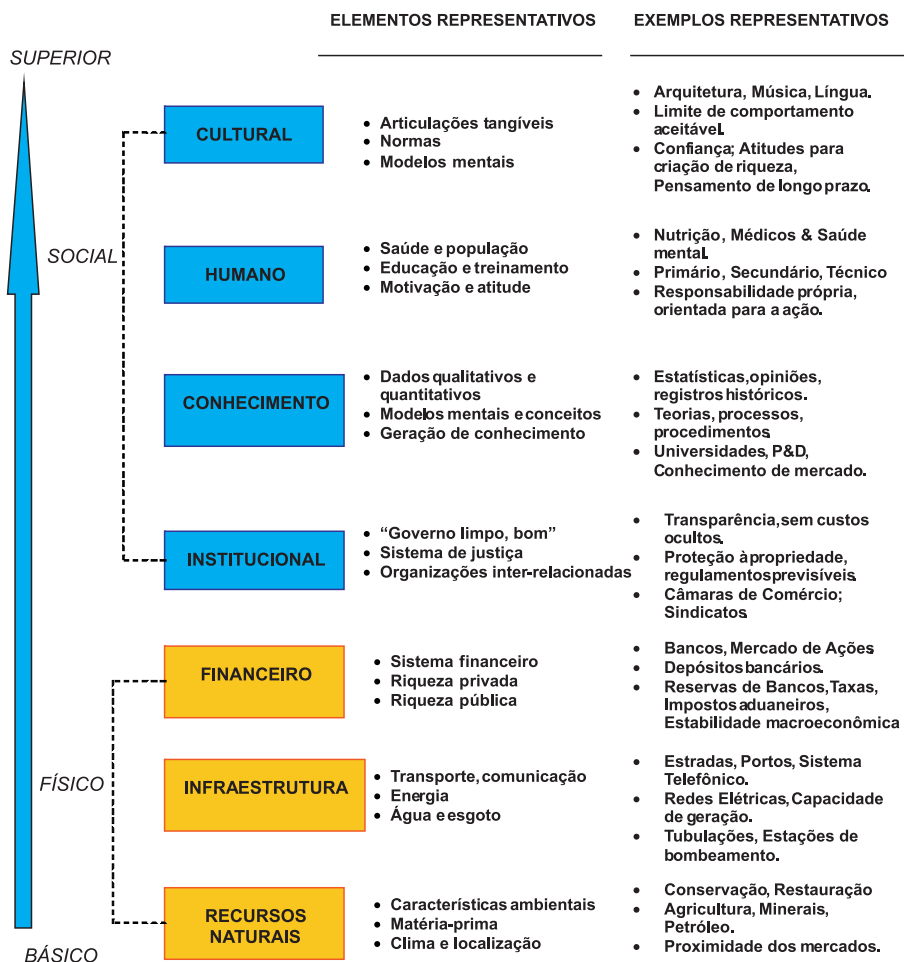 ELEMENTOS REPRESENTATIVOS
EXEMPLOS REPRESENTATIVOS
SUPERIOR
CULTURAL
• Articulações tangíveis
• Normas
• Modelos mentais
• Arquitetura, Música, Língua.
• Limite de comportamento
aceitável.
• Confiança; Atitudes para
criação de riqueza,
Pensamento de longo prazo.
SOCIAL
HUMANO
• Saúde e população
• Educação e treinamento
• Motivação e atitude
• Nutrição, Médicos & Saúde
mental.
• Primário, Secundário, Técnico
• Responsabilidade própria,
orientada para a ação.
CONHECIMENTO
• Dados qualitativos e
quantitativos
• Modelos mentais e conceitos
• Geração de conhecimento
• Estatísticas, opiniões,
registros históricos.
• Teorias, processos,
procedimentos.
• Universidades, P&D,
Conhecimento de mercado.
INSTITUCIONAL
• “Governo limpo, bom”
• Sistema de justiça
• Organizações inter-relacionadas
• Transparência, sem custos
ocultos.
• Proteção à propriedade,
regulamentos previsíveis.
• Câmaras de Comércio;
Sindicatos.
FINANCEIRO
• Sistema financeiro
• Riqueza privada
• Riqueza pública
• Bancos, Mercado de Ações.
• Depósitos bancários.
• Reservas de Bancos, Taxas,
Impostos aduaneiros,
Estabilidade macroeconômica
FÍSICO
INFRAESTRUTURA
• Transporte, comunicação
• Energia
• Água e esgoto
• Estradas, Portos, Sistema
Telefônico.
• Redes Elétricas, Capacidade
de geração.
• Tubulações, Estações de
bombeamento.
RECURSOS
NATURAIS
• Características ambientais
• Matéria-prima
• Clima e localização
• Conservação, Restauração
• Agricultura, Minerais,
Petróleo.
• Proximidade dos mercados.
BÁSICO